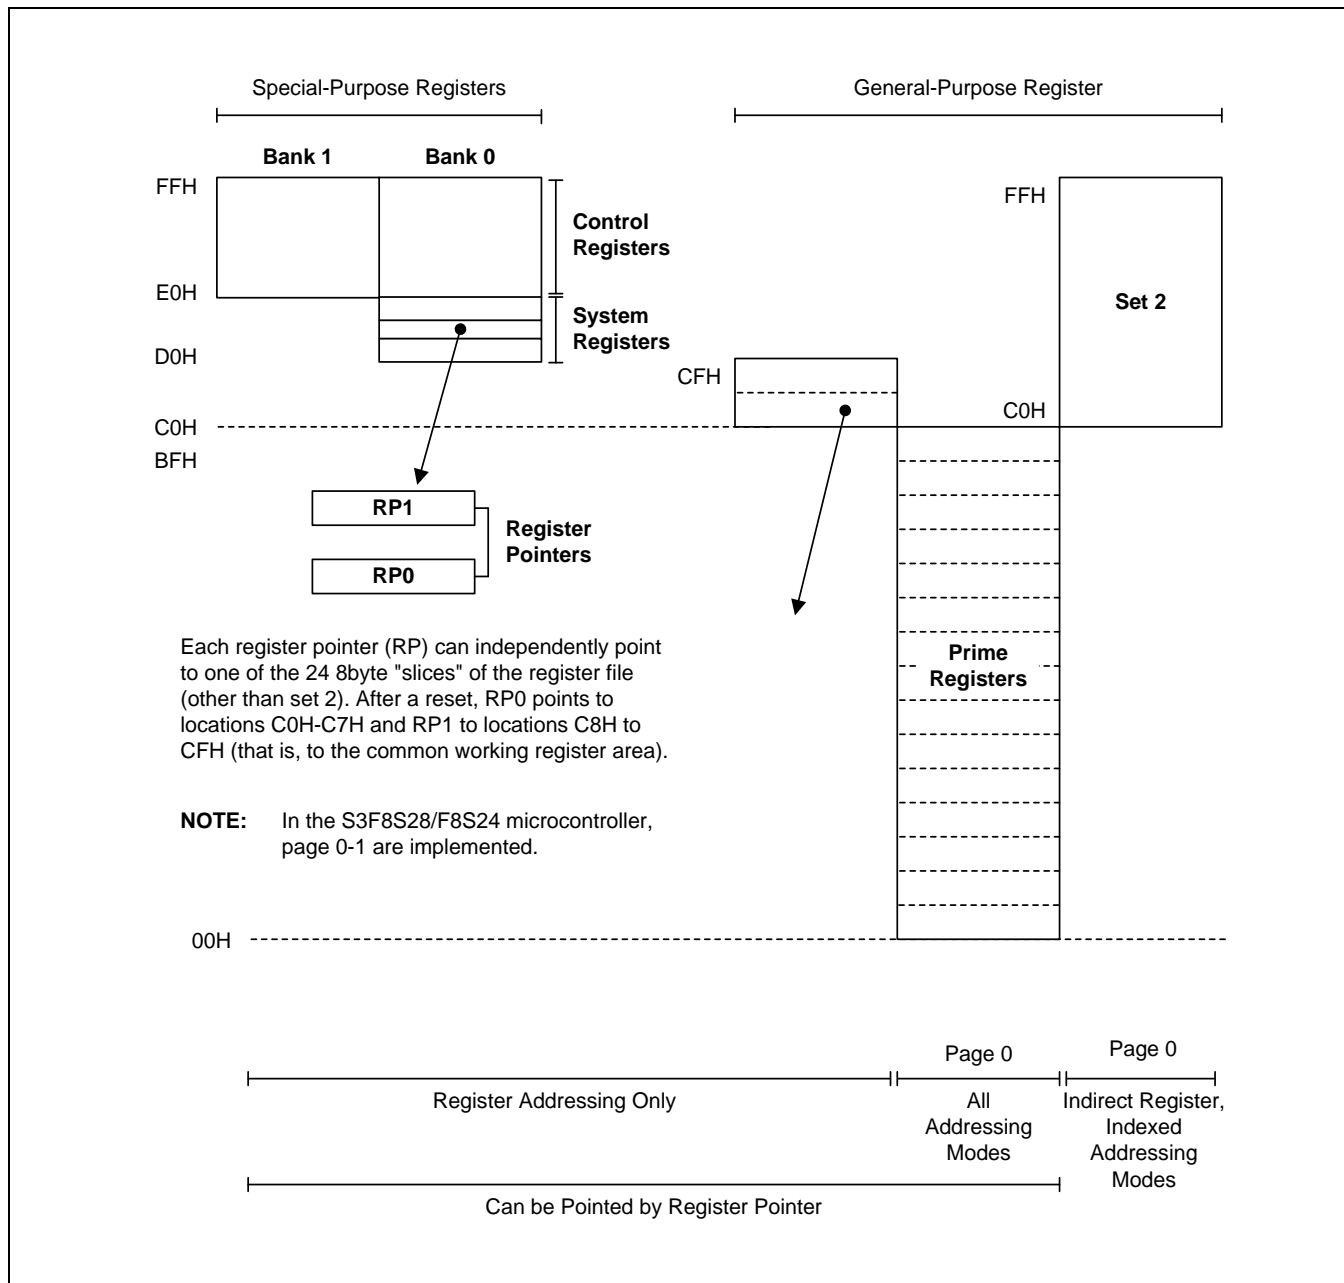 Special-Purpose Registers
General-Purpose Register
Bank 1
Bank 0
FFH
FFH
Control
Registers
E0H
Set 2
System
Registers
D0H
CFH
C0H
C0H
BFH
RP1
Register
Pointers
RP0
Each register pointer (RP) can independently point
to one of the 24 8byte "slices" of the register file
(other than set 2). After a reset, RP0 points to
locations C0H-C7H and RP1 to locations C8H to
CFH (that is, to the common working register area).
Prime
Registers
NOTE: In the S3F8S28/F8S24 microcontroller,
page 0-1 are implemented.
00H
Page 0
Page 0
Register Addressing Only
All
Addressing
Modes
Indirect Register,
Indexed
Addressing
Modes
Can be Pointed by Register Pointer